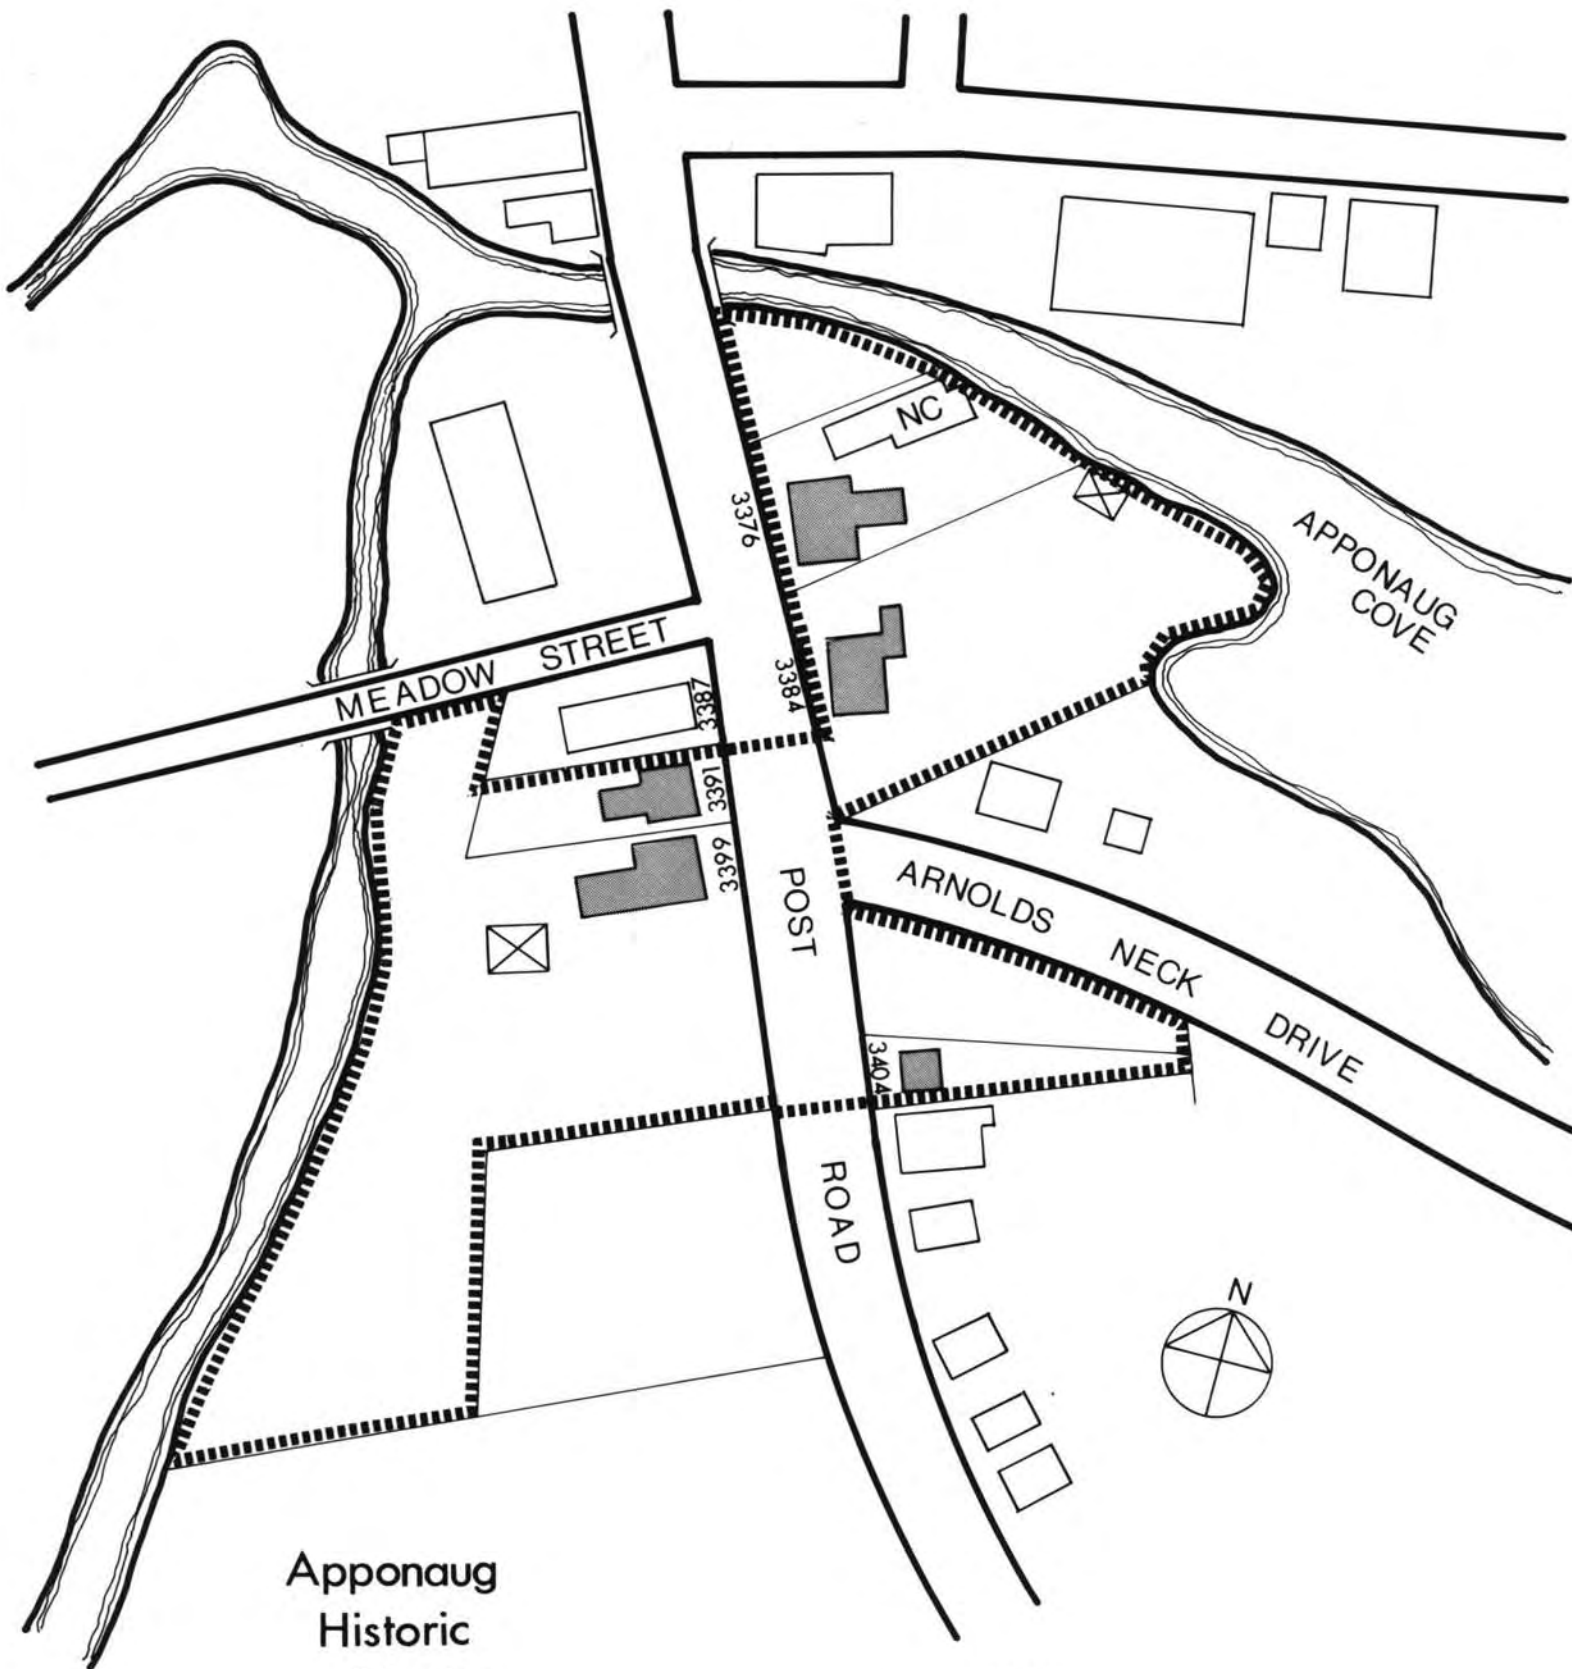 NC
3376
APPONAUG
COVE
MEADOW STREET
3384
3387
3391
3399
POST
ROAD
ARNOLDS NECK DRIVE
3404
N
Apponaug
Historic